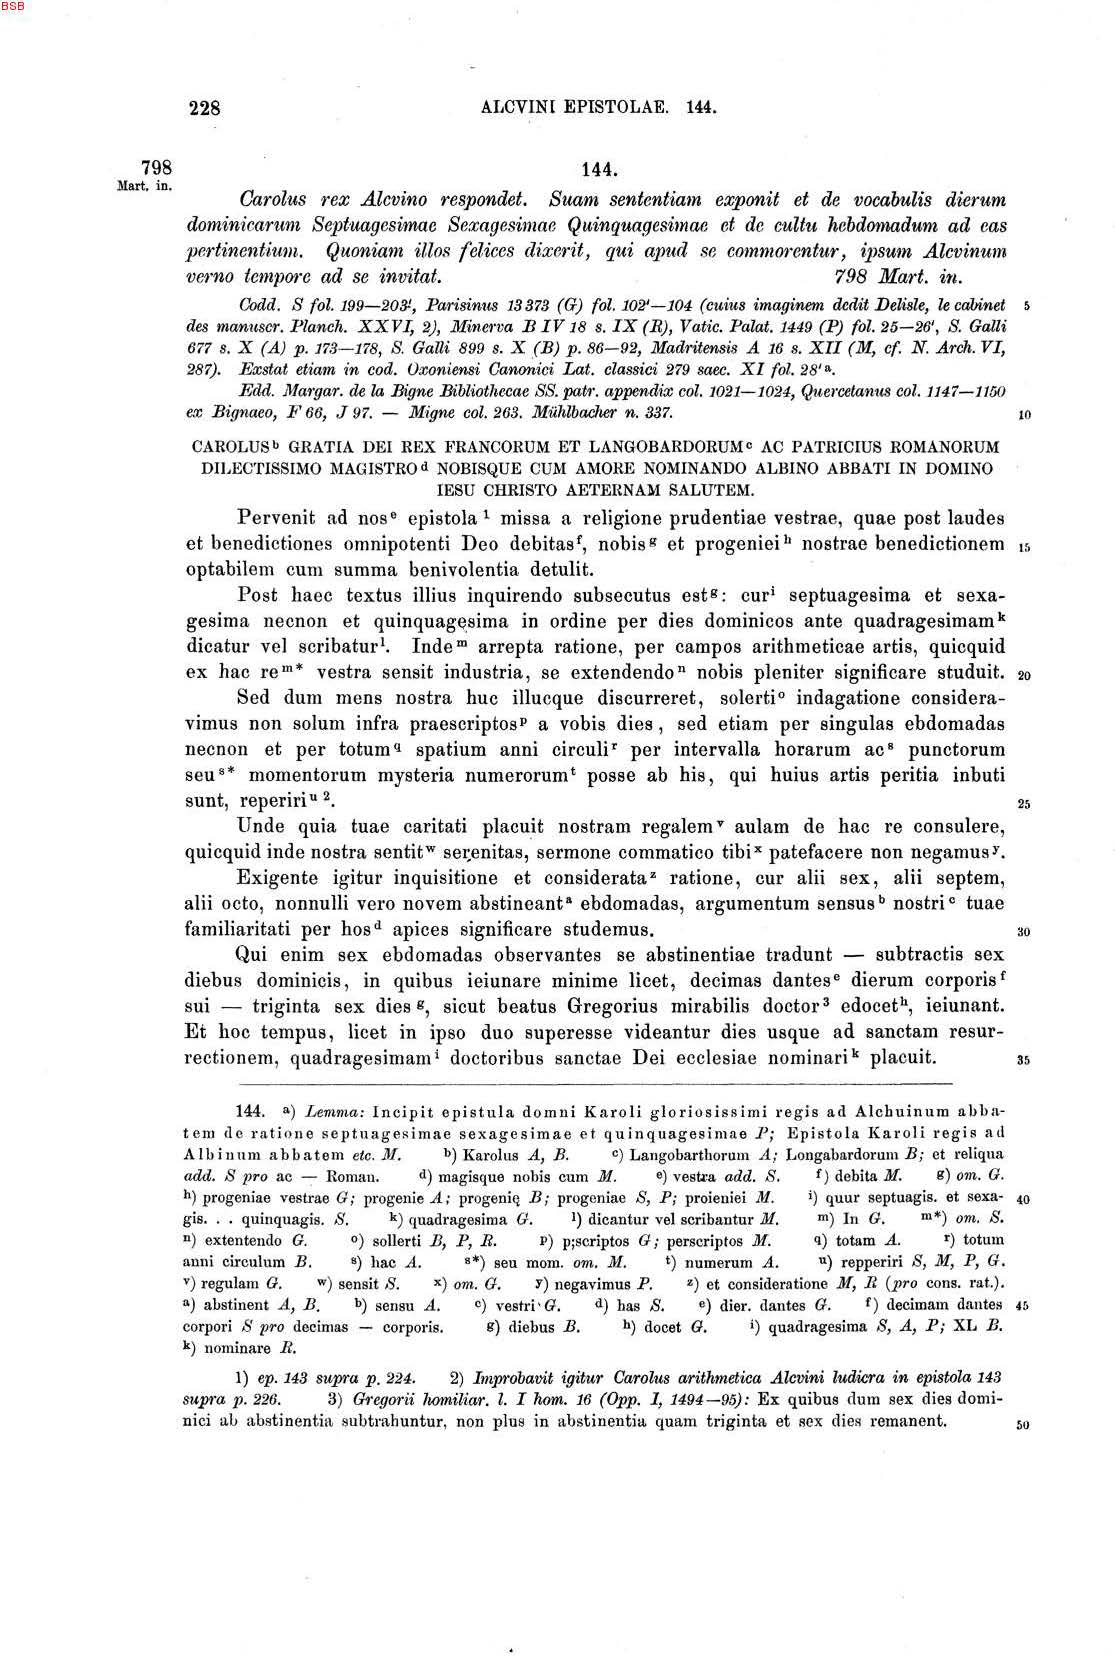 BSB
228 ALCVINI EPISTOLAE. 144.
798 144.
Mart. in.
Carolus rex Alcvino respondet. Suam sententiam exponit et de vocabulis dierum
dominicarum Septuagesimae Sexagesimae Quinquagesimae et de cultu hebdomadum ad eas
pertinentium. Quoniam illos felices dixerit, qui apud se commorentur, ipsum Alcvinum
verno tempore ad se invitat. 798 Mart. in.
Codd. S fol. 199—203', Parisinus 13373 (G) fol. 102'—104 (cuius imaginem dedit Delisle, le cabinet 5
des manuscr. Planch. XXVI, 2), Minerva B IV 18 s. IX (R), Vatic. Palat. 1449 (P) fol. 25—26', S. Galli
677 s. X (A) p. 173—178, S. Galli 899 s. X (B) p. 86—92, Madritensis A 16 s. XII (M, cf. N. Arch. VI,
287). Exstat etiam in cod. Oxoniensi Canonici Lat. classici 279 saec. XI fol. 28' a.
Edd. Margar. de la Bigne Bibliothecae SS. patr. appendix col. 1021—1024, Quercetanus col. 1147—1150
ex Bignaeo, F 66, J 97. — Migne col. 263. Mühlbacher n. 337. 10
CAROLUS b GRATIA DEI REX FRANCORUM ET LANGOBARDORUM c AC PATRICIUS ROMANORUM
DILECTISSIMO MAGISTRO d NOBISQUE CUM AMORE NOMINANDO ALBINO ABBATI IN DOMINO
IESU CHRISTO AETERNAM SALUTEM.
Pervenit ad nos e epistola 1 missa a religione prudentiae vestrae, quae post laudes
et benedictiones omnipotenti Deo debitas f, nobis g et progeniei h nostrae benedictionem 15
optabilem cum summa benivolentia detulit.
Post haec textus illius inquirendo subsecutus est g: cur i septuagesima et sexa-
gesima necnon et quinquagesima in ordine per dies dominicos ante quadragesimam k
dicatur vel scribatur l. Inde m arrepta ratione, per campos arithmeticae artis, quicquid
ex hac re m* vestra sensit industria, se extendendo n nobis pleniter significare studuit. 20
Sed dum mens nostra huc illucque discurreret, solerti o indagatione considera-
vimus non solum infra praescriptos p a vobis dies, sed etiam per singulas ebdomadas
necnon et per totum q spatium anni circuli r per intervalla horarum ac s punctorum
seu s* momentorum mysteria numerorum t posse ab his, qui huius artis peritia inbuti
sunt, reperiri u 2. 25
Unde quia tuae caritati placuit nostram regalem v aulam de hac re consulere,
quicquid inde nostra sentit w serenitas, sermone commatico tibi x patefacere non negamus y.
Exigente igitur inquisitione et considerata z ratione, cur alii sex, alii septem,
alii octo, nonnulli vero novem abstineant a ebdomadas, argumentum sensus b nostri c tuae
familiaritati per hos d apices significare studemus. 30
Qui enim sex ebdomadas observantes se abstinentiae tradunt — subtractis sex
diebus dominicis, in quibus ieiunare minime licet, decimas dantes e dierum corporis f
sui — triginta sex dies g, sicut beatus Gregorius mirabilis doctor 3 edocet h, ieiunant.
Et hoc tempus, licet in ipso duo superesse videantur dies usque ad sanctam resur-
rectionem, quadragesimam i doctoribus sanctae Dei ecclesiae nominari k placuit. 35
144. a) Lemma: Incipit epistula domni Karoli gloriosissimi regis ad Alchuinum abba-
tem de ratione septuagesimae sexagesimae et quinquagesimae P; Epistola Karoli regis ad
Albinum abbatem etc. M. b) Karolus A, B. c) Langobarthorum A; Longabardorum B; et reliqua
add. S pro ac — Roman. d) magisque nobis cum M. e) vestra add. S. f) debita M. g) om. G.
h) progeniae vestrae G; progenie A; progenię B; progeniae S, P; proieniei M. i) quur septuagis. et sexa- 40
gis. . . quinquagis. S. k) quadragesima G. l) dicantur vel scribantur M. m) In G. m*) om. S.
n) extentendo G. o) sollerti B, P, R. p) p;scriptos G; perscriptos M. q) totam A. r) totum
anni circulum B. s) hac A. s*) seu mom. om. M. t) numerum A. u) repperiri S, M, P, G.
v) regulam G. w) sensit S. x) om. G. y) negavimus P. z) et consideratione M, R (pro cons. rat.).
a) abstinent A, B. b) sensu A. c) vestri G. d) has S. e) dier. dantes G. f) decimam dantes 45
corpori S pro decimas — corporis. g) diebus B. h) docet G. i) quadragesima S, A, P; XL B.
k) nominare R.
1) ep. 143 supra p. 224. 2) Improbavit igitur Carolus arithmetica Alcvini ludicra in epistola 143
supra p. 226. 3) Gregorii homiliar. l. I hom. 16 (Opp. I, 1494—95): Ex quibus dum sex dies domi-
nici ab abstinentia subtrahuntur, non plus in abstinentia quam triginta et sex dies remanent. 50